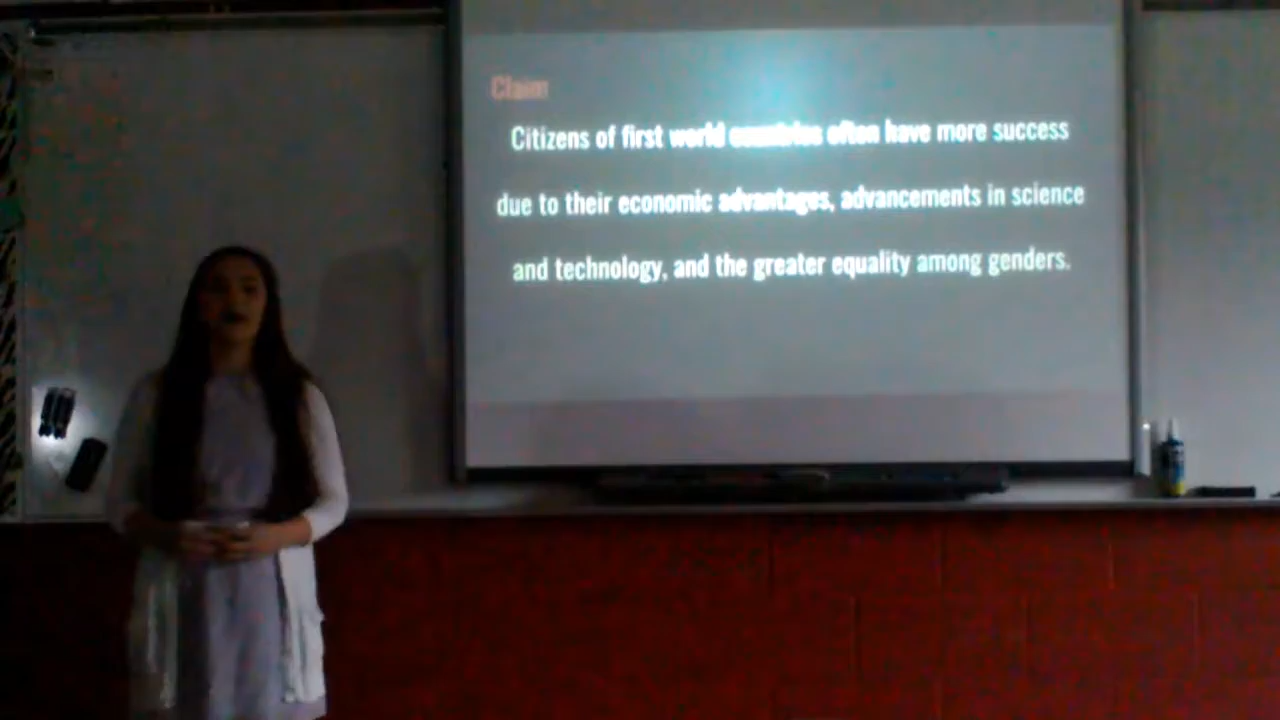 Claim
Citizens of first world countries often have more success
due to their economic advantages, advancements in science
and technology, and the greater equality among genders.